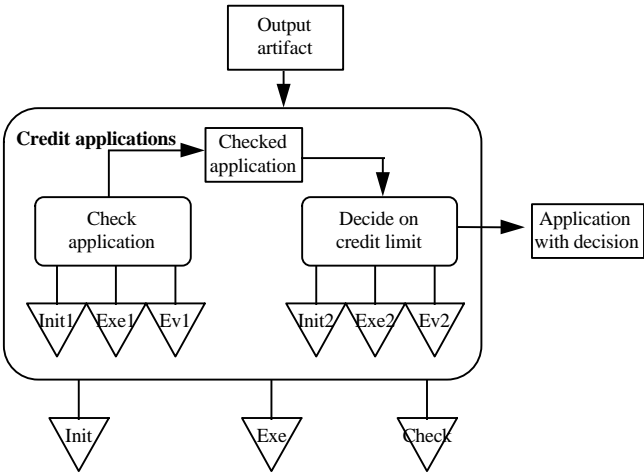 Output
artifact
Credit applications
Checked
application
Check
application
Decide on
credit limit
Application
with decision
Init1
Exe1
Ev1
Init2
Exe2
Ev2
Init
Exe
Check